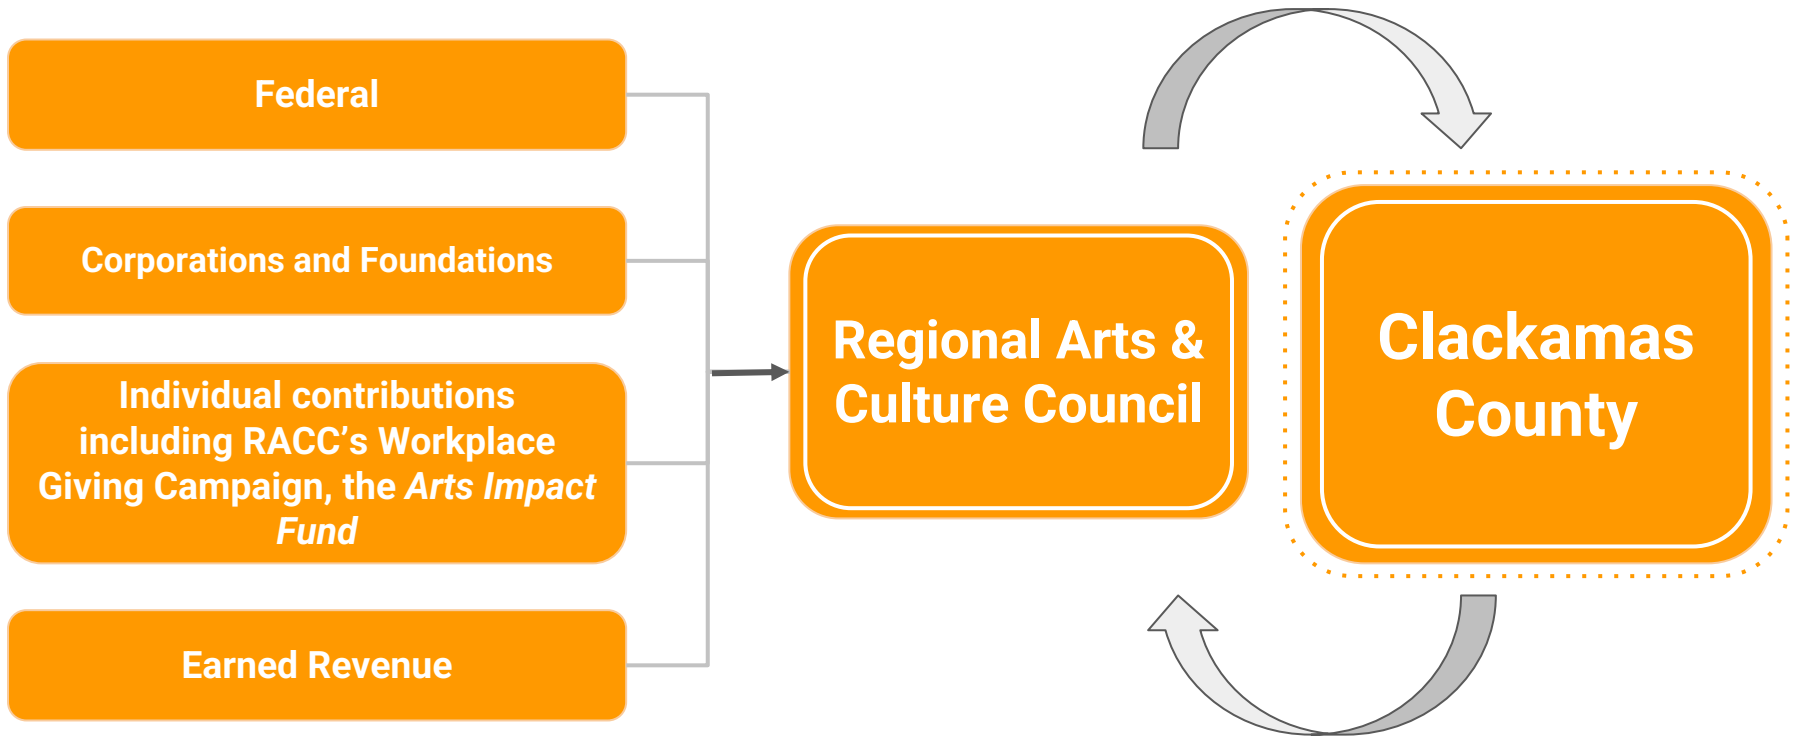 Federal
Corporations and Foundations
Individual contributions
including RACC’s Workplace
Giving Campaign, the Arts Impact
Fund
Earned Revenue
Regional Arts &
Culture Council
Clackamas
County